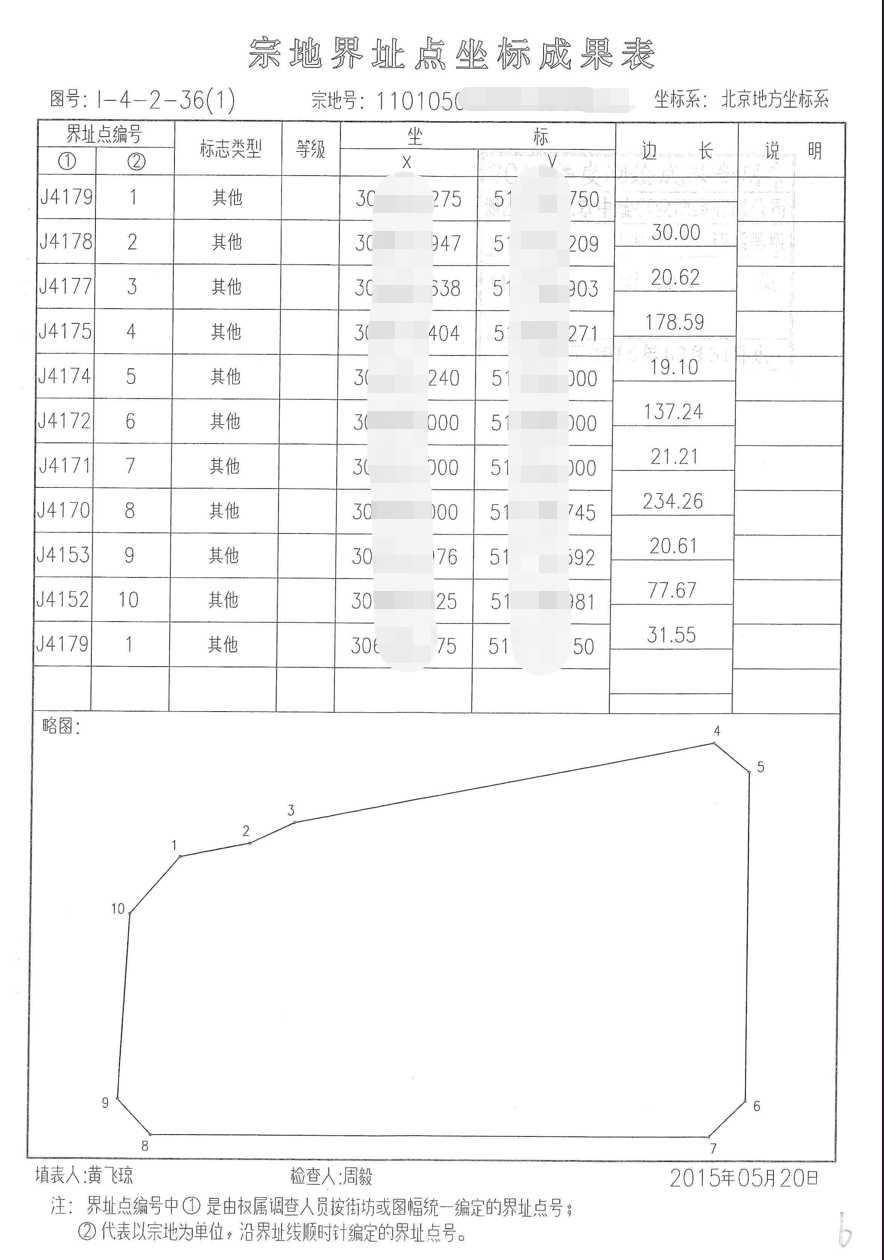 宗地界址点坐标成果表
图号: I-4-2-36(1) 宗地号: 1101050 坐标系: 北京地方坐标系
界址点编号 标志类型 等级 坐 标 边 长 说 明
① ② X Y
J4179 1 其他 30 275 51 750
30.00
J4178 2 其他 30 947 51 209
20.62
J4177 3 其他 30 638 51 903
178.59
J4175 4 其他 30 404 51 271
19.10
J4174 5 其他 30 240 51 000
137.24
J4172 6 其他 30 000 51 000
21.21
J4171 7 其他 30 000 51 000
234.26
J4170 8 其他 30 000 51 745
20.61
J4153 9 其他 30 976 51 592
77.67
J4152 10 其他 30 25 51 981
31.55
J4179 1 其他 306 75 51 50
略图:
4
5
3
2
1
10
9
6
8
7
填表人:黄飞琼 检查人:周毅 2015年05月20日
注: 界址点编号中①是由权属调查人员按街坊或图幅统一编定的界址点号;
②代表以宗地为单位,沿界址线顺时针编定的界址点号。
6